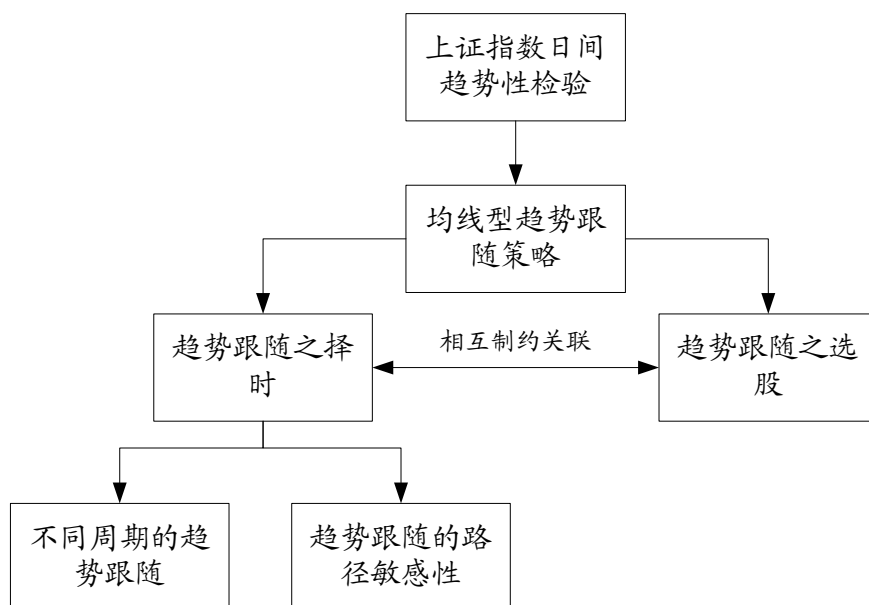 上证指数日间
趋势性检验
均线型趋势跟
随策略
趋势跟随之择
时
相互制约关联
趋势跟随之选
股
不同周期的趋
势跟随
趋势跟随的路
径敏感性